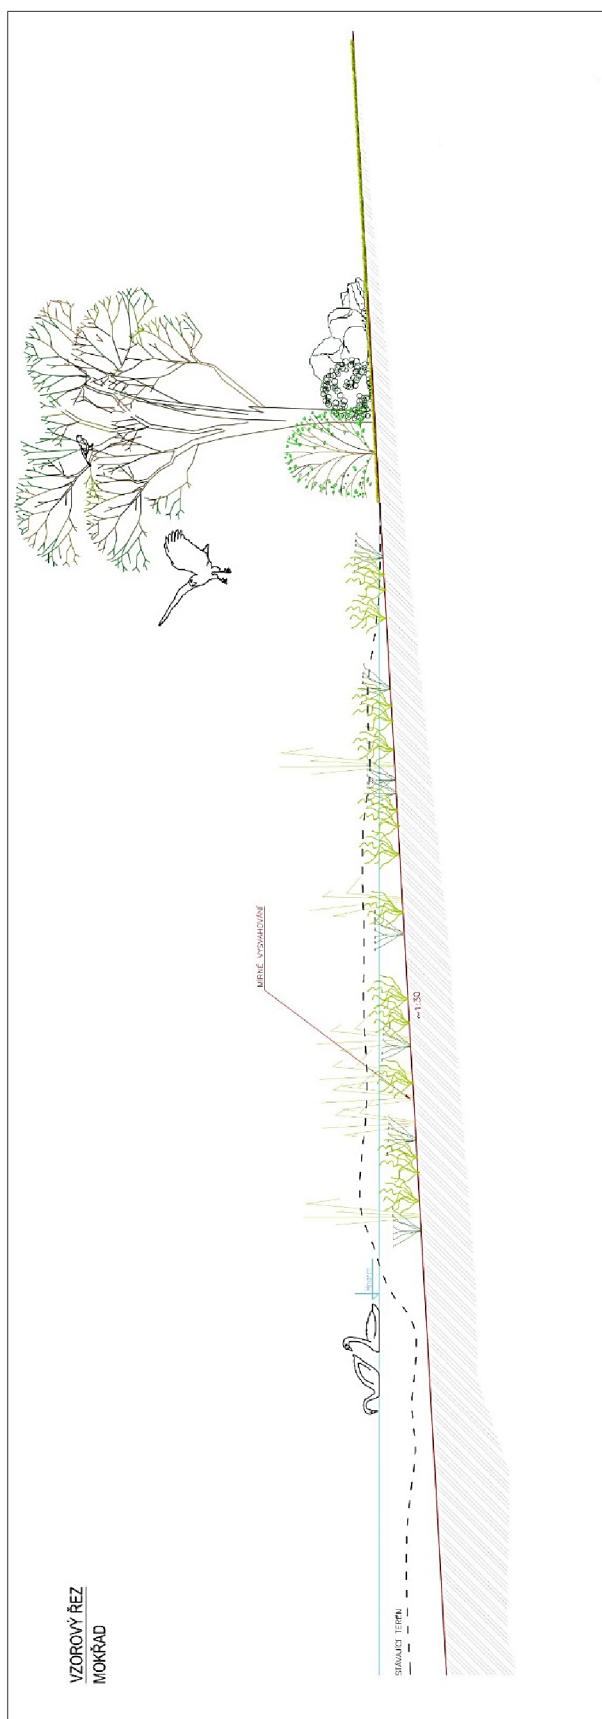 VZOROVÝ ŘEZ
MOKŘAD
MÍRNÉ VYSVAHOVÁNÍ
~1:30
STÁVAJÍCÍ TERÉN